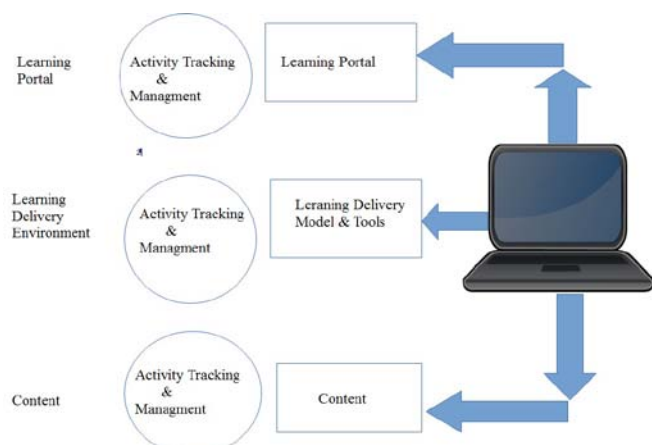 Learning
Portal
Activity Tracking
&
Managment
Learning Portal
Learning
Delivery
Environment
Activity Tracking
&
Managment
Leraning Delivery
Model & Tools
Content
Activity Tracking
&
Managment
Content